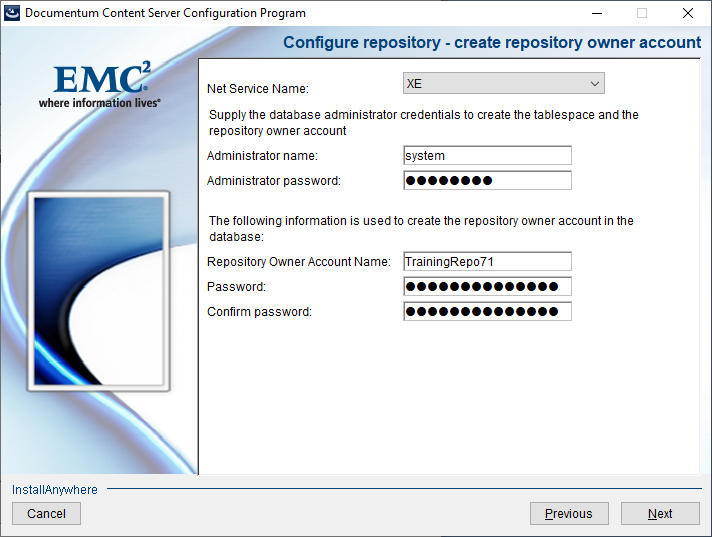 Documentum Content Server Configuration Program
Configure repository - create repository owner account
EMC²
where information lives®
Net Service Name: XE
Supply the database administrator credentials to create the tablespace and the
repository owner account
Administrator name: system
Administrator password: ●●●●●●●●
The following information is used to create the repository owner account in the
database:
Repository Owner Account Name: TrainingRepo71
Password: ●●●●●●●●●●●●●●
Confirm password: ●●●●●●●●●●●●●●
InstallAnywhere
Cancel Previous Next